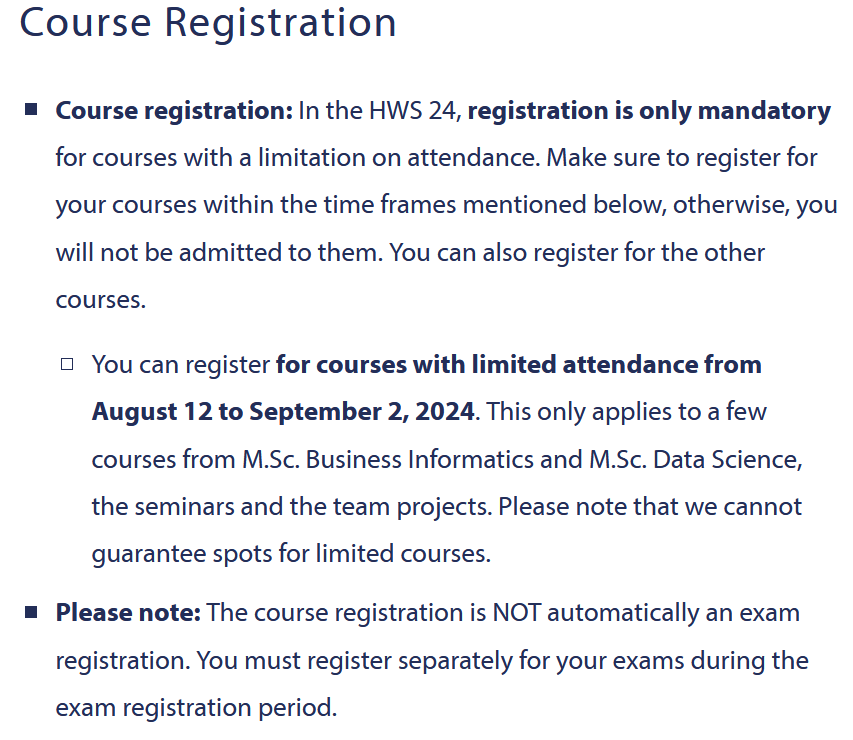 Course Registration
Course registration: In the HWS 24, registration is only mandatory
for courses with a limitation on attendance. Make sure to register for
your courses within the time frames mentioned below, otherwise, you
will not be admitted to them. You can also register for the other
courses.
You can register for courses with limited attendance from
August 12 to September 2, 2024. This only applies to a few
courses from M.Sc. Business Informatics and M.Sc. Data Science,
the seminars and the team projects. Please note that we cannot
guarantee spots for limited courses.
Please note: The course registration is NOT automatically an exam
registration. You must register separately for your exams during the
exam registration period.